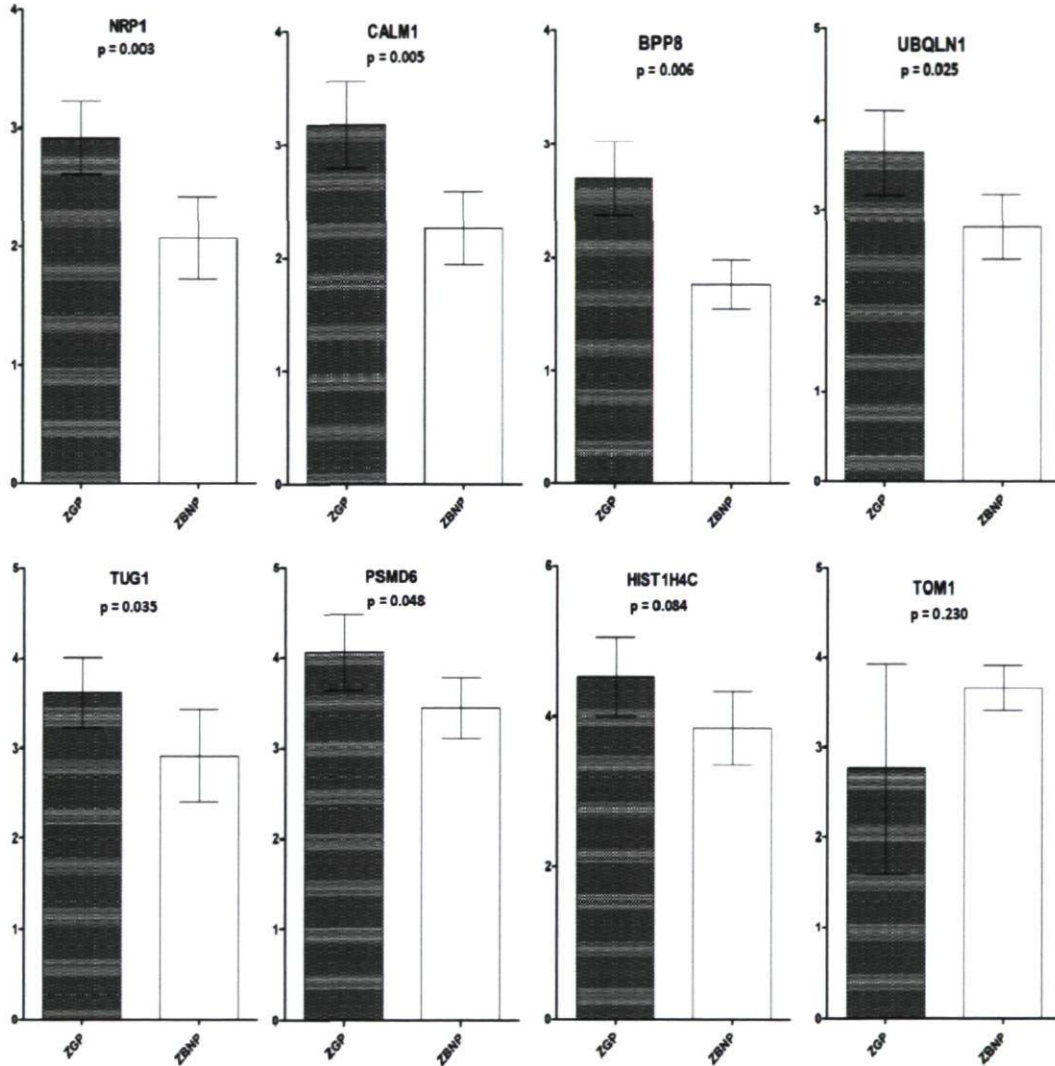 NRP1
p = 0.003
4
3
2
1
0
ZGP
ZBNP
CALM1
p = 0.005
4
3
2
1
0
ZGP
ZBNP
BPP8
p = 0.006
4
3
2
1
0
ZGP
ZBNP
UBQLN1
p = 0.025
5
4
3
2
1
0
ZGP
ZBNP
TUG1
p = 0.035
5
4
3
2
1
0
ZGP
ZBNP
PSMD6
p = 0.048
5
4
3
2
1
0
ZGP
ZBNP
HIST1H4C
p = 0.084
6
4
2
0
ZGP
ZBNP
TOM1
p = 0.230
5
4
3
2
1
0
ZGP
ZBNP